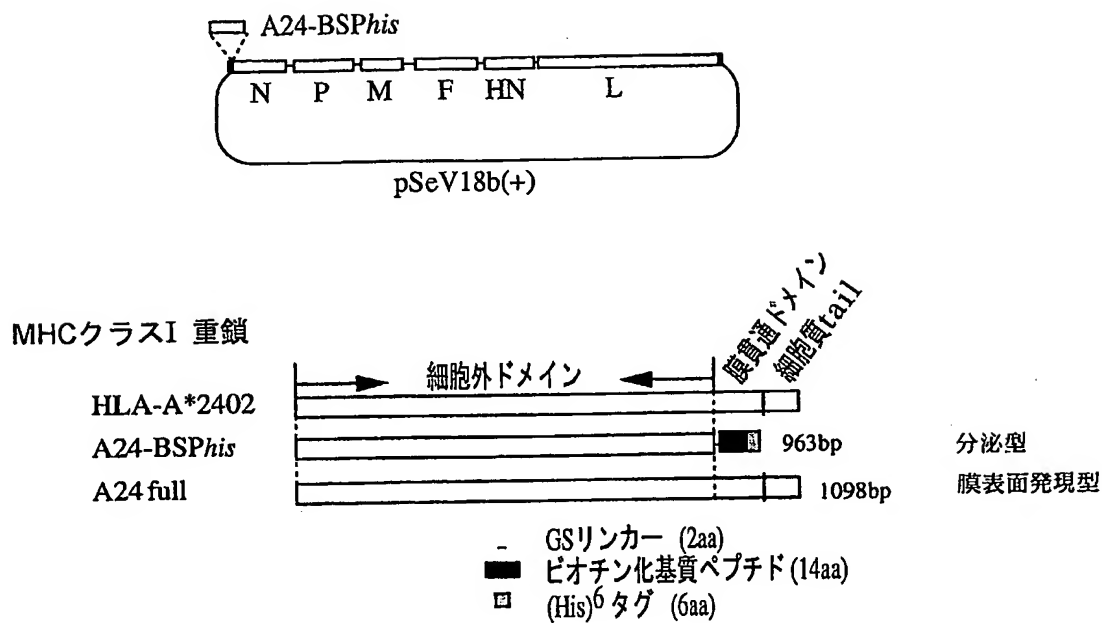 A24-BSPhis
N P M F HN L
pSeV18b(+)
MHCクラスI 重鎖
膜貫通ドメイン
細胞質tail
細胞外ドメイン
HLA-A*2402
A24-BSPhis 963bp 分泌型
A24 full 1098bp 膜表面発現型
GSリンカー (2aa)
ビオチン化基質ペプチド(14aa)
(His)6 タグ (6aa)